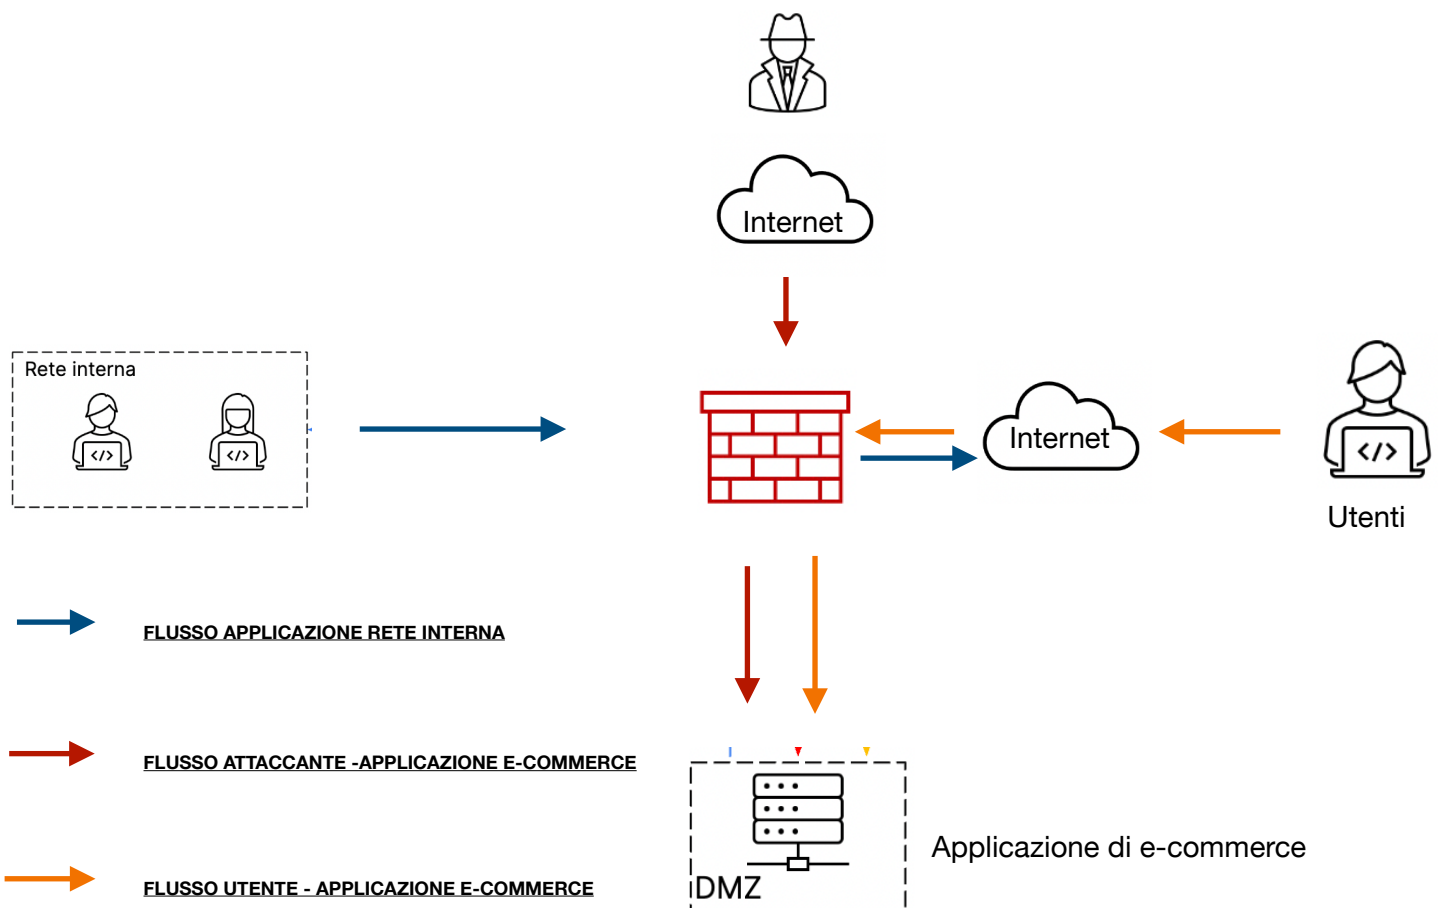 Internet
Rete interna
</>
</>
Internet
</>
Utenti
FLUSSO APPLICAZIONE RETE INTERNA
FLUSSO ATTACCANTE -APPLICAZIONE E-COMMERCE
Applicazione di e-commerce
FLUSSO UTENTE - APPLICAZIONE E-COMMERCE
DMZ